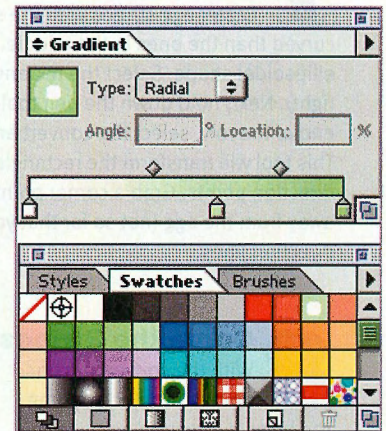 Gradient
Type: Radial
Angle: ° Location: %
Styles Swatches Brushes